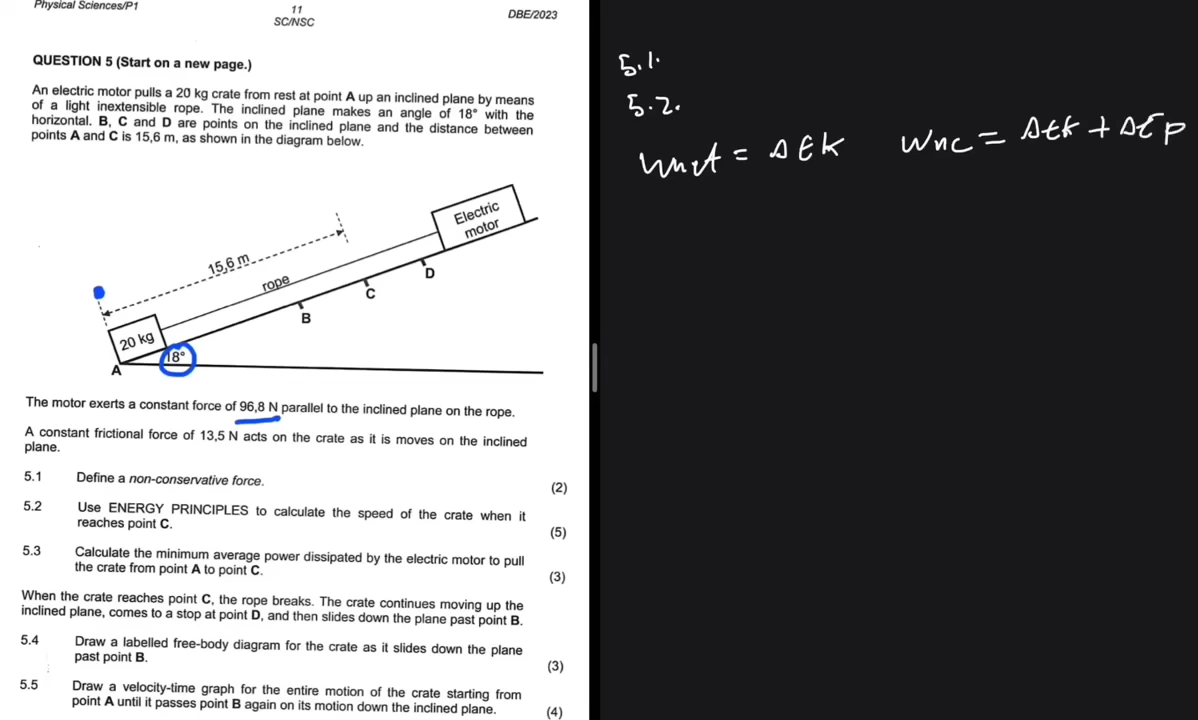 Physical Sciences/P1
11
SC/NSC
DBE/2023
QUESTION 5 (Start on a new page.)
An electric motor pulls a 20 kg crate from rest at point A up an inclined plane by means
of a light inextensible rope. The inclined plane makes an angle of 18° with the
horizontal. B, C and D are points on the inclined plane and the distance between
points A and C is 15,6 m, as shown in the diagram below.
15,6 m
rope
Electric
motor
D
C
B
20 kg
18°
A
The motor exerts a constant force of 96,8 N parallel to the inclined plane on the rope.
A constant frictional force of 13,5 N acts on the crate as it is moves on the inclined
plane.
5.1 Define a non-conservative force. (2)
5.2 Use ENERGY PRINCIPLES to calculate the speed of the crate when it
reaches point C. (5)
5.3 Calculate the minimum average power dissipated by the electric motor to pull
the crate from point A to point C. (3)
When the crate reaches point C, the rope breaks. The crate continues moving up the
inclined plane, comes to a stop at point D, and then slides down the plane past point B.
5.4 Draw a labelled free-body diagram for the crate as it slides down the plane
past point B. (3)
5.5 Draw a velocity-time graph for the entire motion of the crate starting from
point A until it passes point B again on its motion down the inclined plane. (4)
5.1.
5.2.
Wnet = ΔEk Wnc = ΔEk + ΔEp